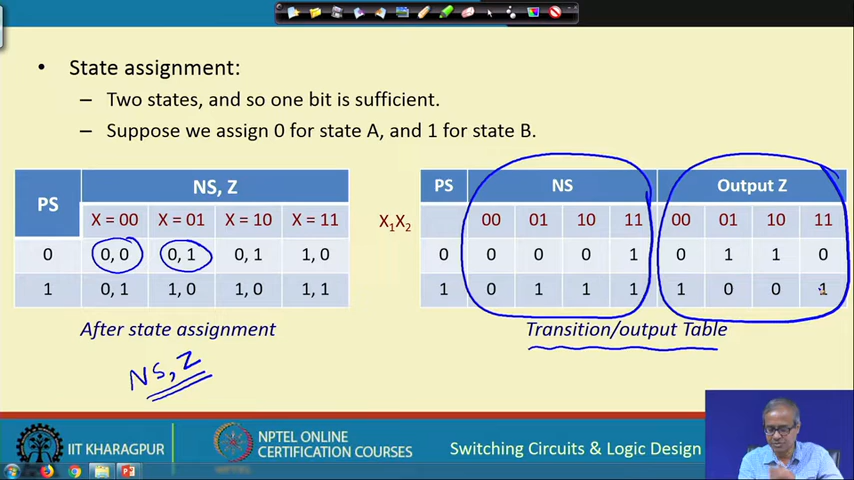 • State assignment:
– Two states, and so one bit is sufficient.
– Suppose we assign 0 for state A, and 1 for state B.
PS NS, Z
X = 00 X = 01 X = 10 X = 11
0 0, 0 0, 1 0, 1 1, 0
1 0, 1 1, 0 1, 0 1, 1
After state assignment
NS, Z
X1X2
PS NS Output Z
00 01 10 11 00 01 10 11
0 0 0 0 1 0 1 1 0
1 0 1 1 1 1 0 0 1
Transition/output Table
IIT KHARAGPUR
NPTEL ONLINE
CERTIFICATION COURSES
Switching Circuits & Logic Design